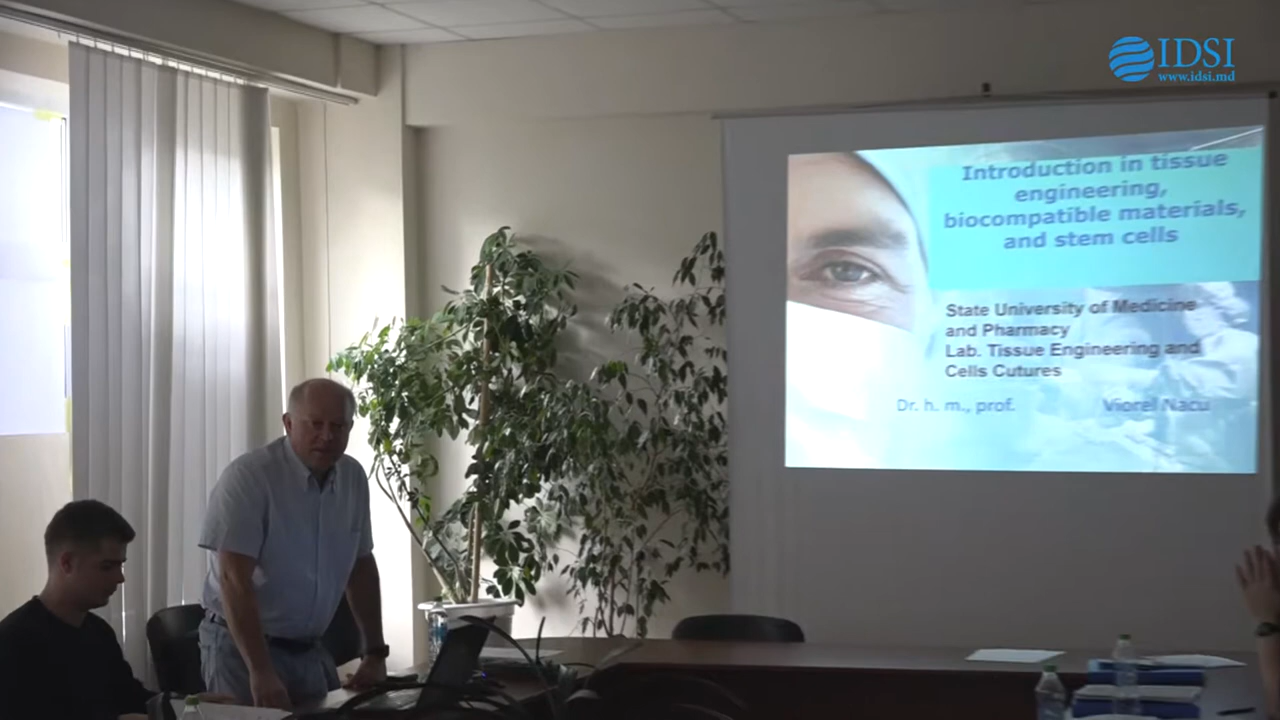 IDSI
www.idsi.md
Introduction in tissue
engineering,
biocompatible materials,
and stem cells
State University of Medicine
and Pharmacy
Lab. Tissue Engineering and
Cells Cutures
Dr. h. m., prof. Viorel Nacu